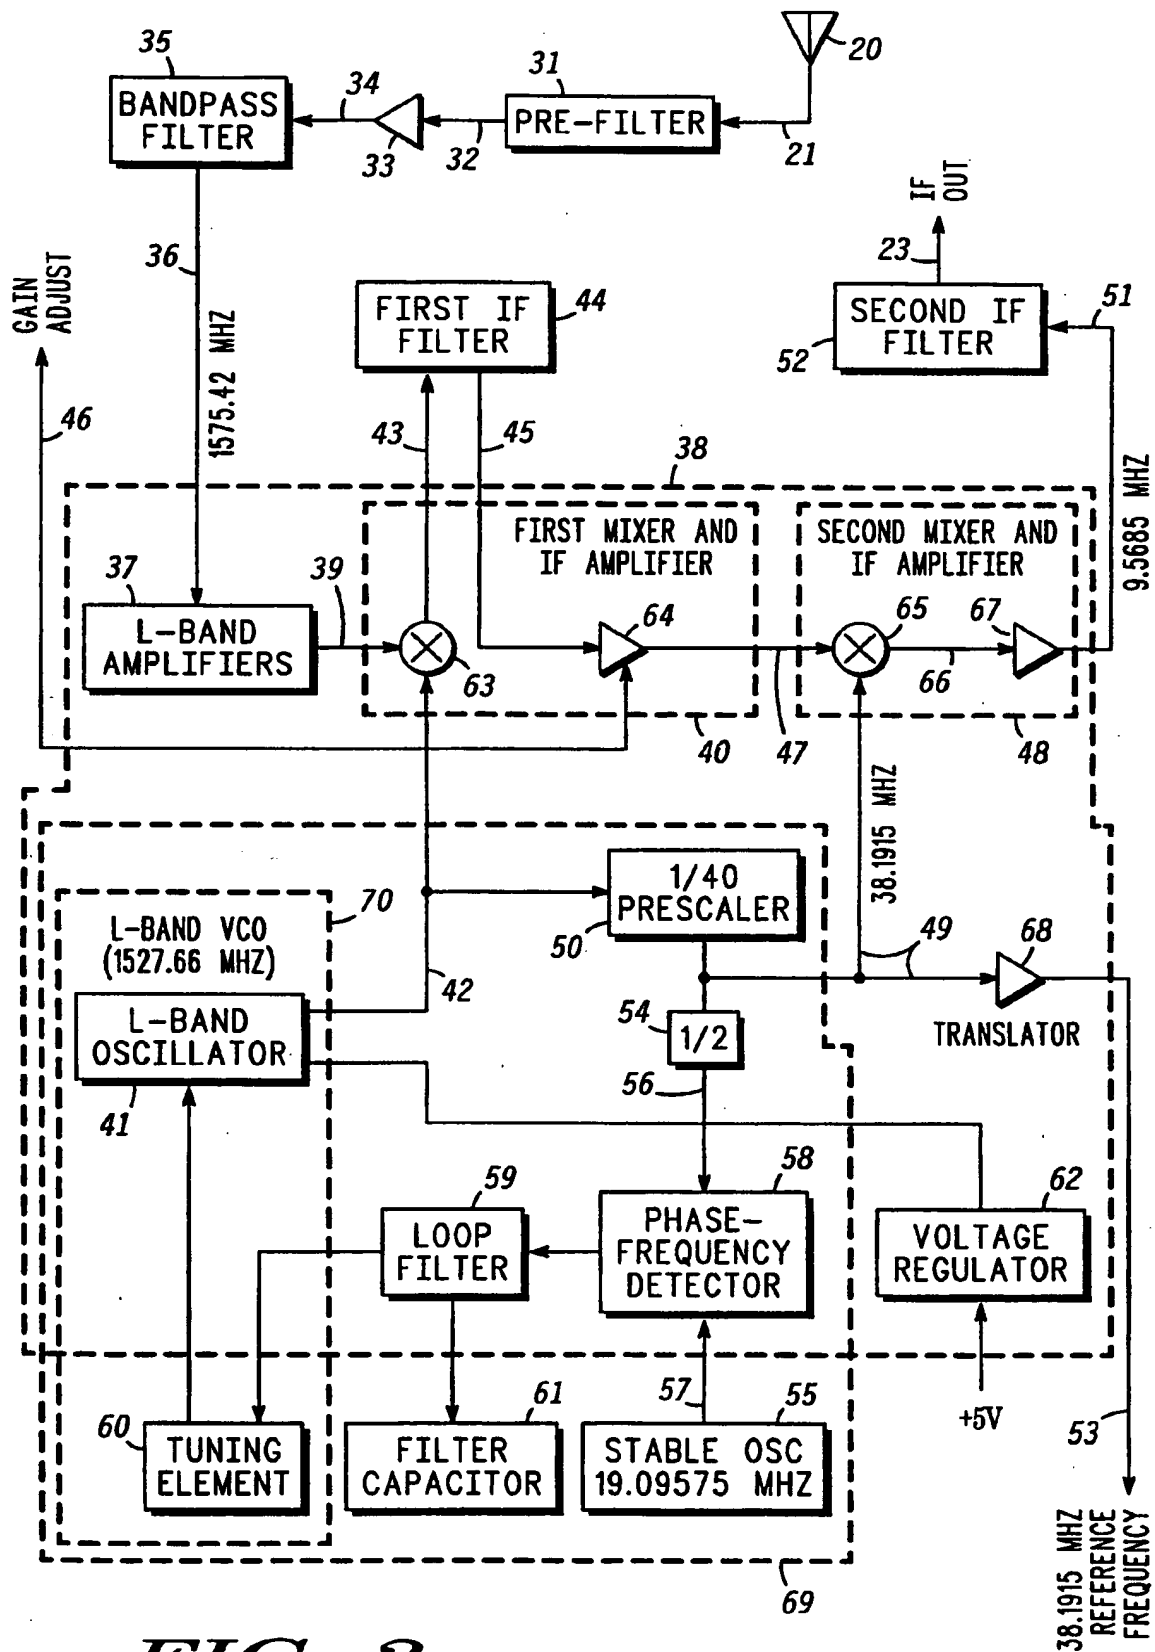 20
35
BANDPASS
FILTER
34
33
32
31
PRE-FILTER
21
IF
OUT
23
36
1575.42 MHZ
GAIN
ADJUST
46
FIRST IF
FILTER
44
43
45
SECOND IF
FILTER
52
51
9.5685 MHZ
38
FIRST MIXER AND
IF AMPLIFIER
SECOND MIXER AND
IF AMPLIFIER
37
L-BAND
AMPLIFIERS
39
63
64
65
67
66
40
47
48
38.1915 MHZ
1/40
PRESCALER
50
70
L-BAND VCO
(1527.66 MHZ)
42
49
68
TRANSLATOR
L-BAND
OSCILLATOR
41
54
1/2
56
59
LOOP
FILTER
58
PHASE-
FREQUENCY
DETECTOR
62
VOLTAGE
REGULATOR
+5V
53
60
TUNING
ELEMENT
61
FILTER
CAPACITOR
57
55
STABLE OSC
19.09575 MHZ
69
38.1915 MHZ
REFERENCE
FREQUENCY